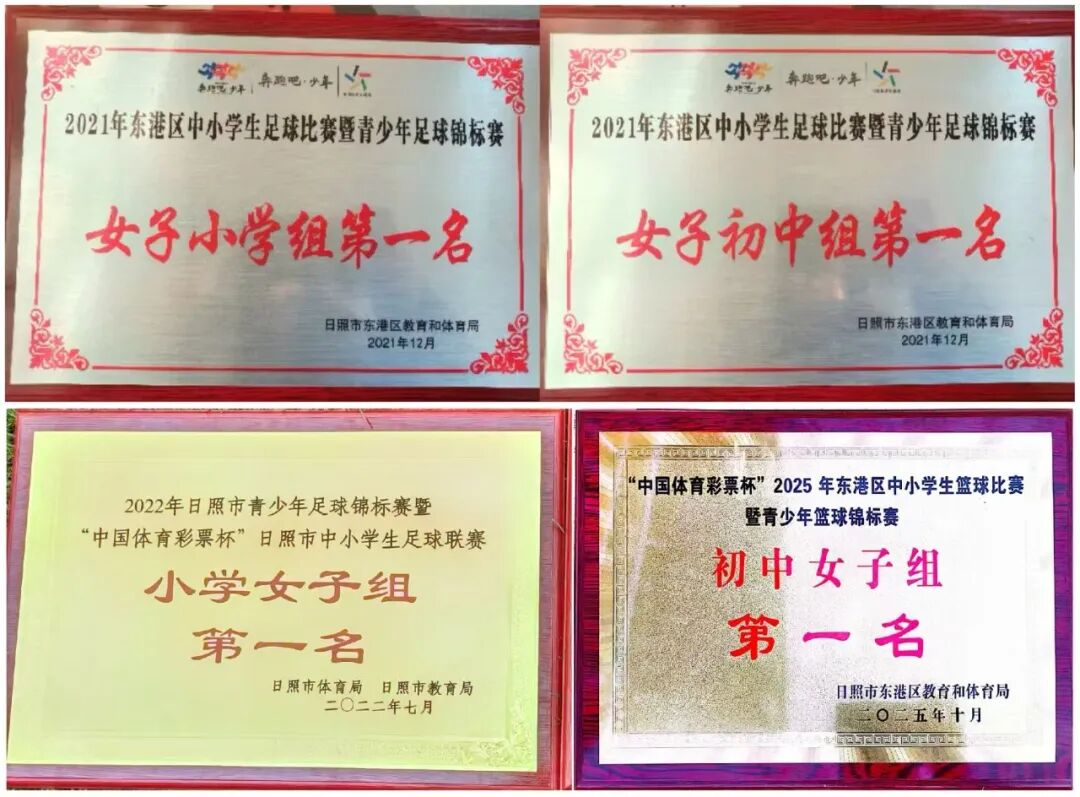 奔跑吧·少年 奔跑吧·少年
2021年东港区中小学生足球比赛暨青少年足球锦标赛
女子小学组第一名
日照市东港区教育和体育局
2021年12月
奔跑吧·少年 奔跑吧·少年
2021年东港区中小学生足球比赛暨青少年足球锦标赛
女子初中组第一名
日照市东港区教育和体育局
2021年12月
2022年日照市青少年足球锦标赛暨
“中国体育彩票杯”日照市中小学生足球联赛
小学女子组
第一名
日照市体育局 日照市教育局
二〇二二年七月
“中国体育彩票杯”2025年东港区中小学生篮球比赛
暨青少年篮球锦标赛
初中女子组
第一名
日照市东港区教育和体育局
二〇二五年十月